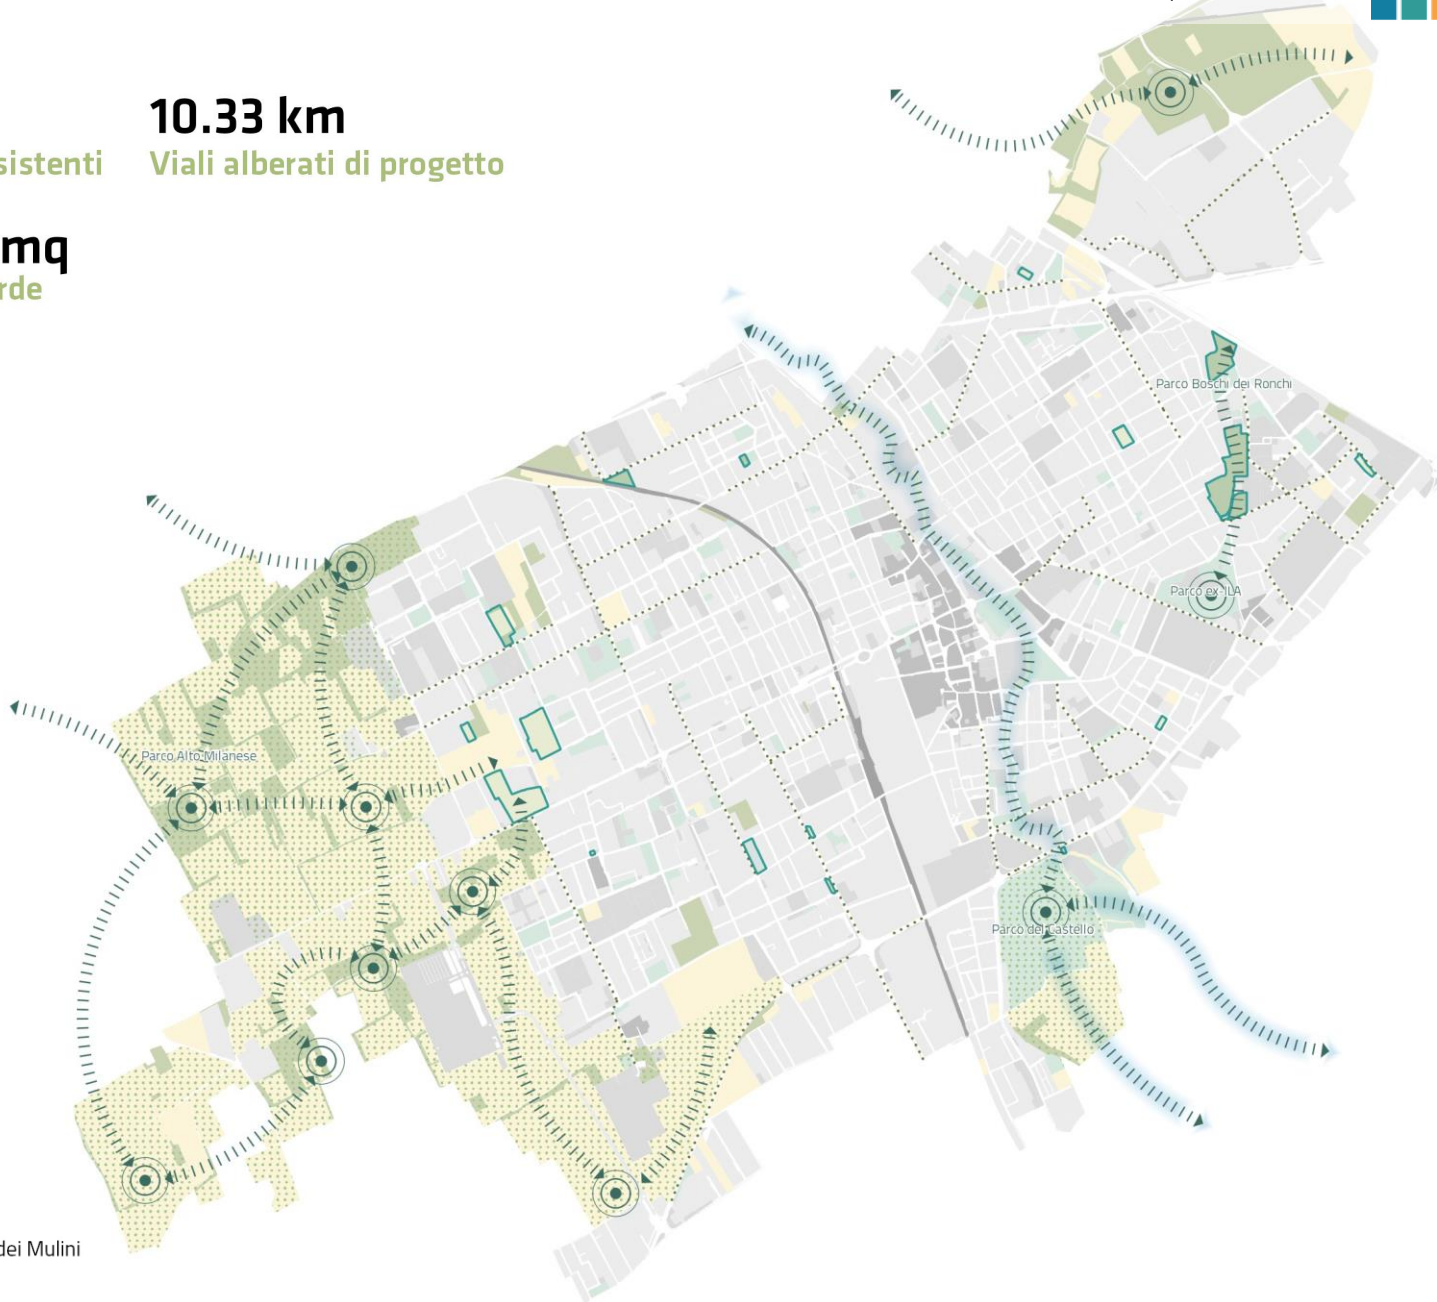 10.33 km
sistenti
Viali alberati di progetto
mq
rde
Parco Boschi dei Ronchi
Parco ex-ILA
Parco Alto Milanese
Parco del Castello
dei Mulini